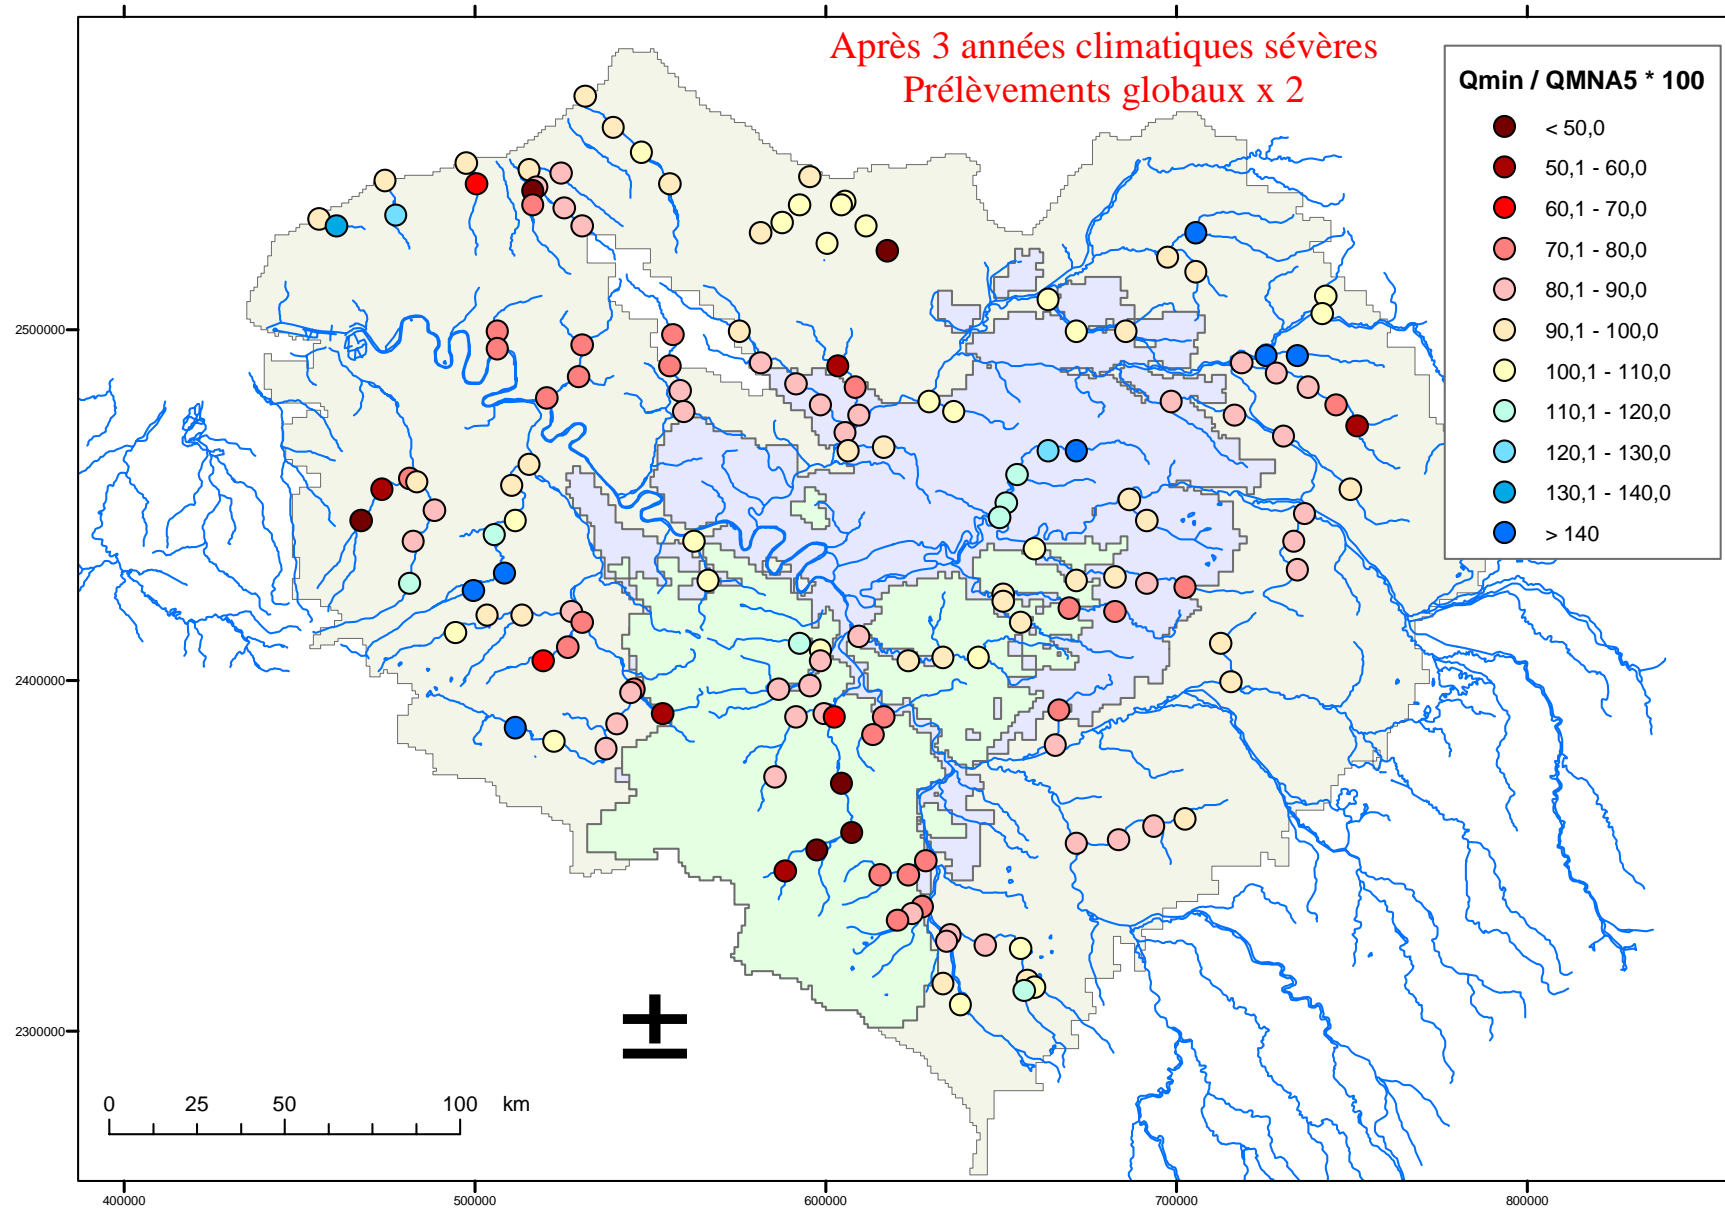 Après 3 années climatiques sévères
Prélèvements globaux x 2
Qmin / QMNA5 * 100
< 50,0
50,1 - 60,0
60,1 - 70,0
70,1 - 80,0
80,1 - 90,0
90,1 - 100,0
100,1 - 110,0
110,1 - 120,0
120,1 - 130,0
130,1 - 140,0
> 140
2500000
2400000
2300000
0 25 50 100 km
400000 500000 600000 700000 800000